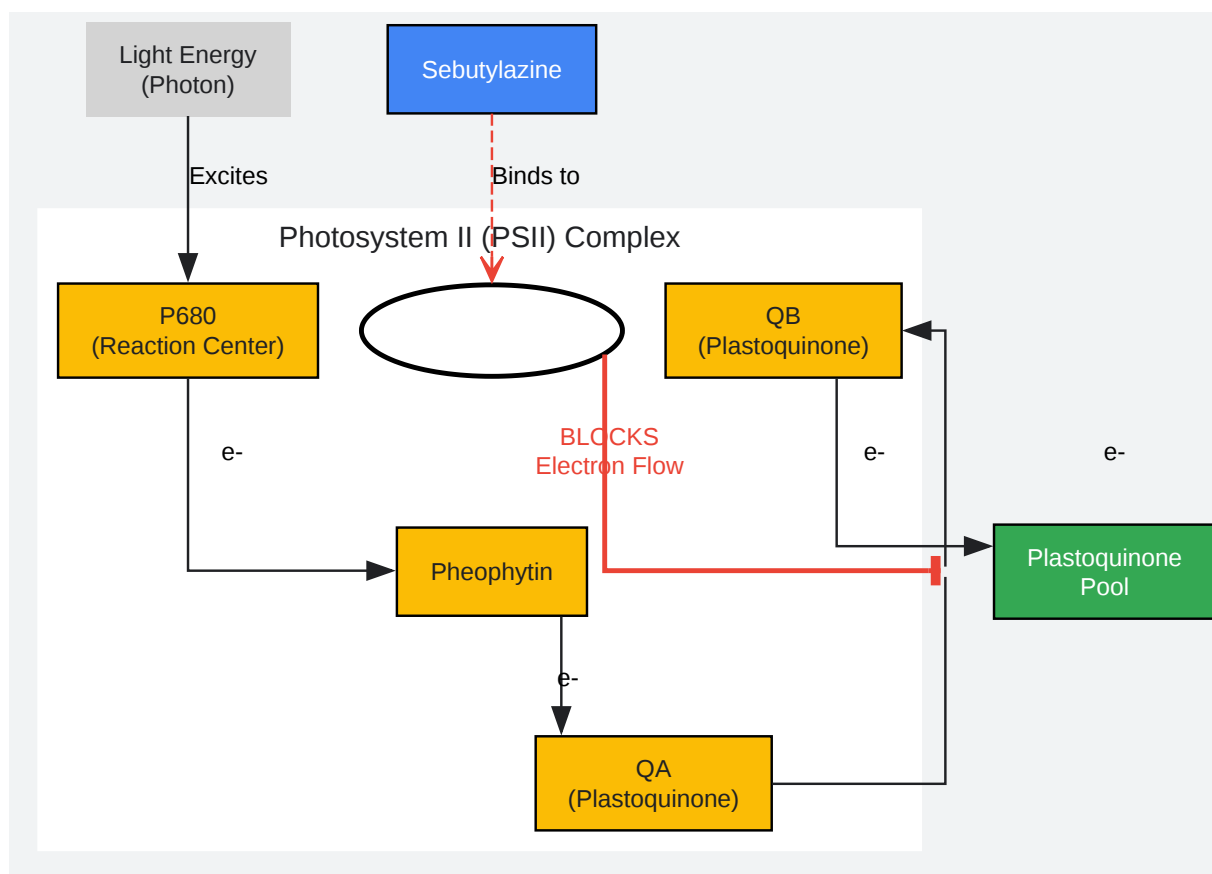 Light Energy
(Photon)
Sebutylazine
Excites
Binds to
Photosystem II (PSII) Complex
P680
(Reaction Center)
QB
(Plastoquinone)
e-
BLOCKS
Electron Flow
e-
e-
Pheophytin
Plastoquinone
Pool
e-
QA
(Plastoquinone)